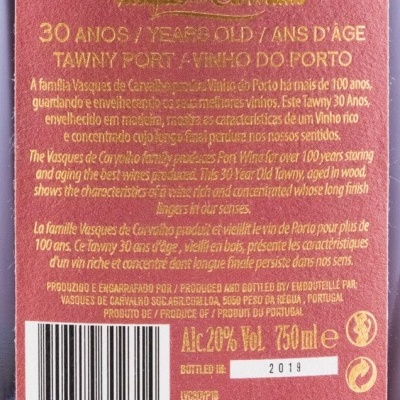 Vasques de Carvalho
30 ANOS / YEARS OLD / ANS D'ÂGE
TAWNY PORT / VINHO DO PORTO
A família Vasques de Carvalho produz Vinho do Porto há mais de 100 anos,
guardando e envelhecendo os seus melhores vinhos. Este Tawny 30 Anos,
envelhecido em madeira, mostra as características de um Vinho rico
e concentrado cujo longo final perdura nos nossos sentidos.
The Vasques de Carvalho family produces Port Wine for over 100 years storing
and aging the best wines produced. This 30 Year Old Tawny, aged in wood,
shows the characteristics of a wine rich and concentrated whose long finish
lingers in our senses.
La famille Vasques de Carvalho produit et vieillit le vin de Porto pour plus de
100 ans. Ce Tawny 30 ans d'âge, vieilli en bois, présente les caractéristiques
d'un vin riche et concentré dont longue finale persiste dans nos sens.
PRODUZIDO E ENGARRAFADO POR / PRODUCED AND BOTTLED BY/ EMBOUTEILLÉ PAR,
VASQUES DE CARVALHO SOC.AGR.COM.LDA, 5050 PESO DA RÉGUA, PORTUGAL
PRODUTO DE / PRODUCE OF / PRODUIT DU PORTUGAL
Alc.20% Vol. 750ml e
BOTTLED IN: 2019